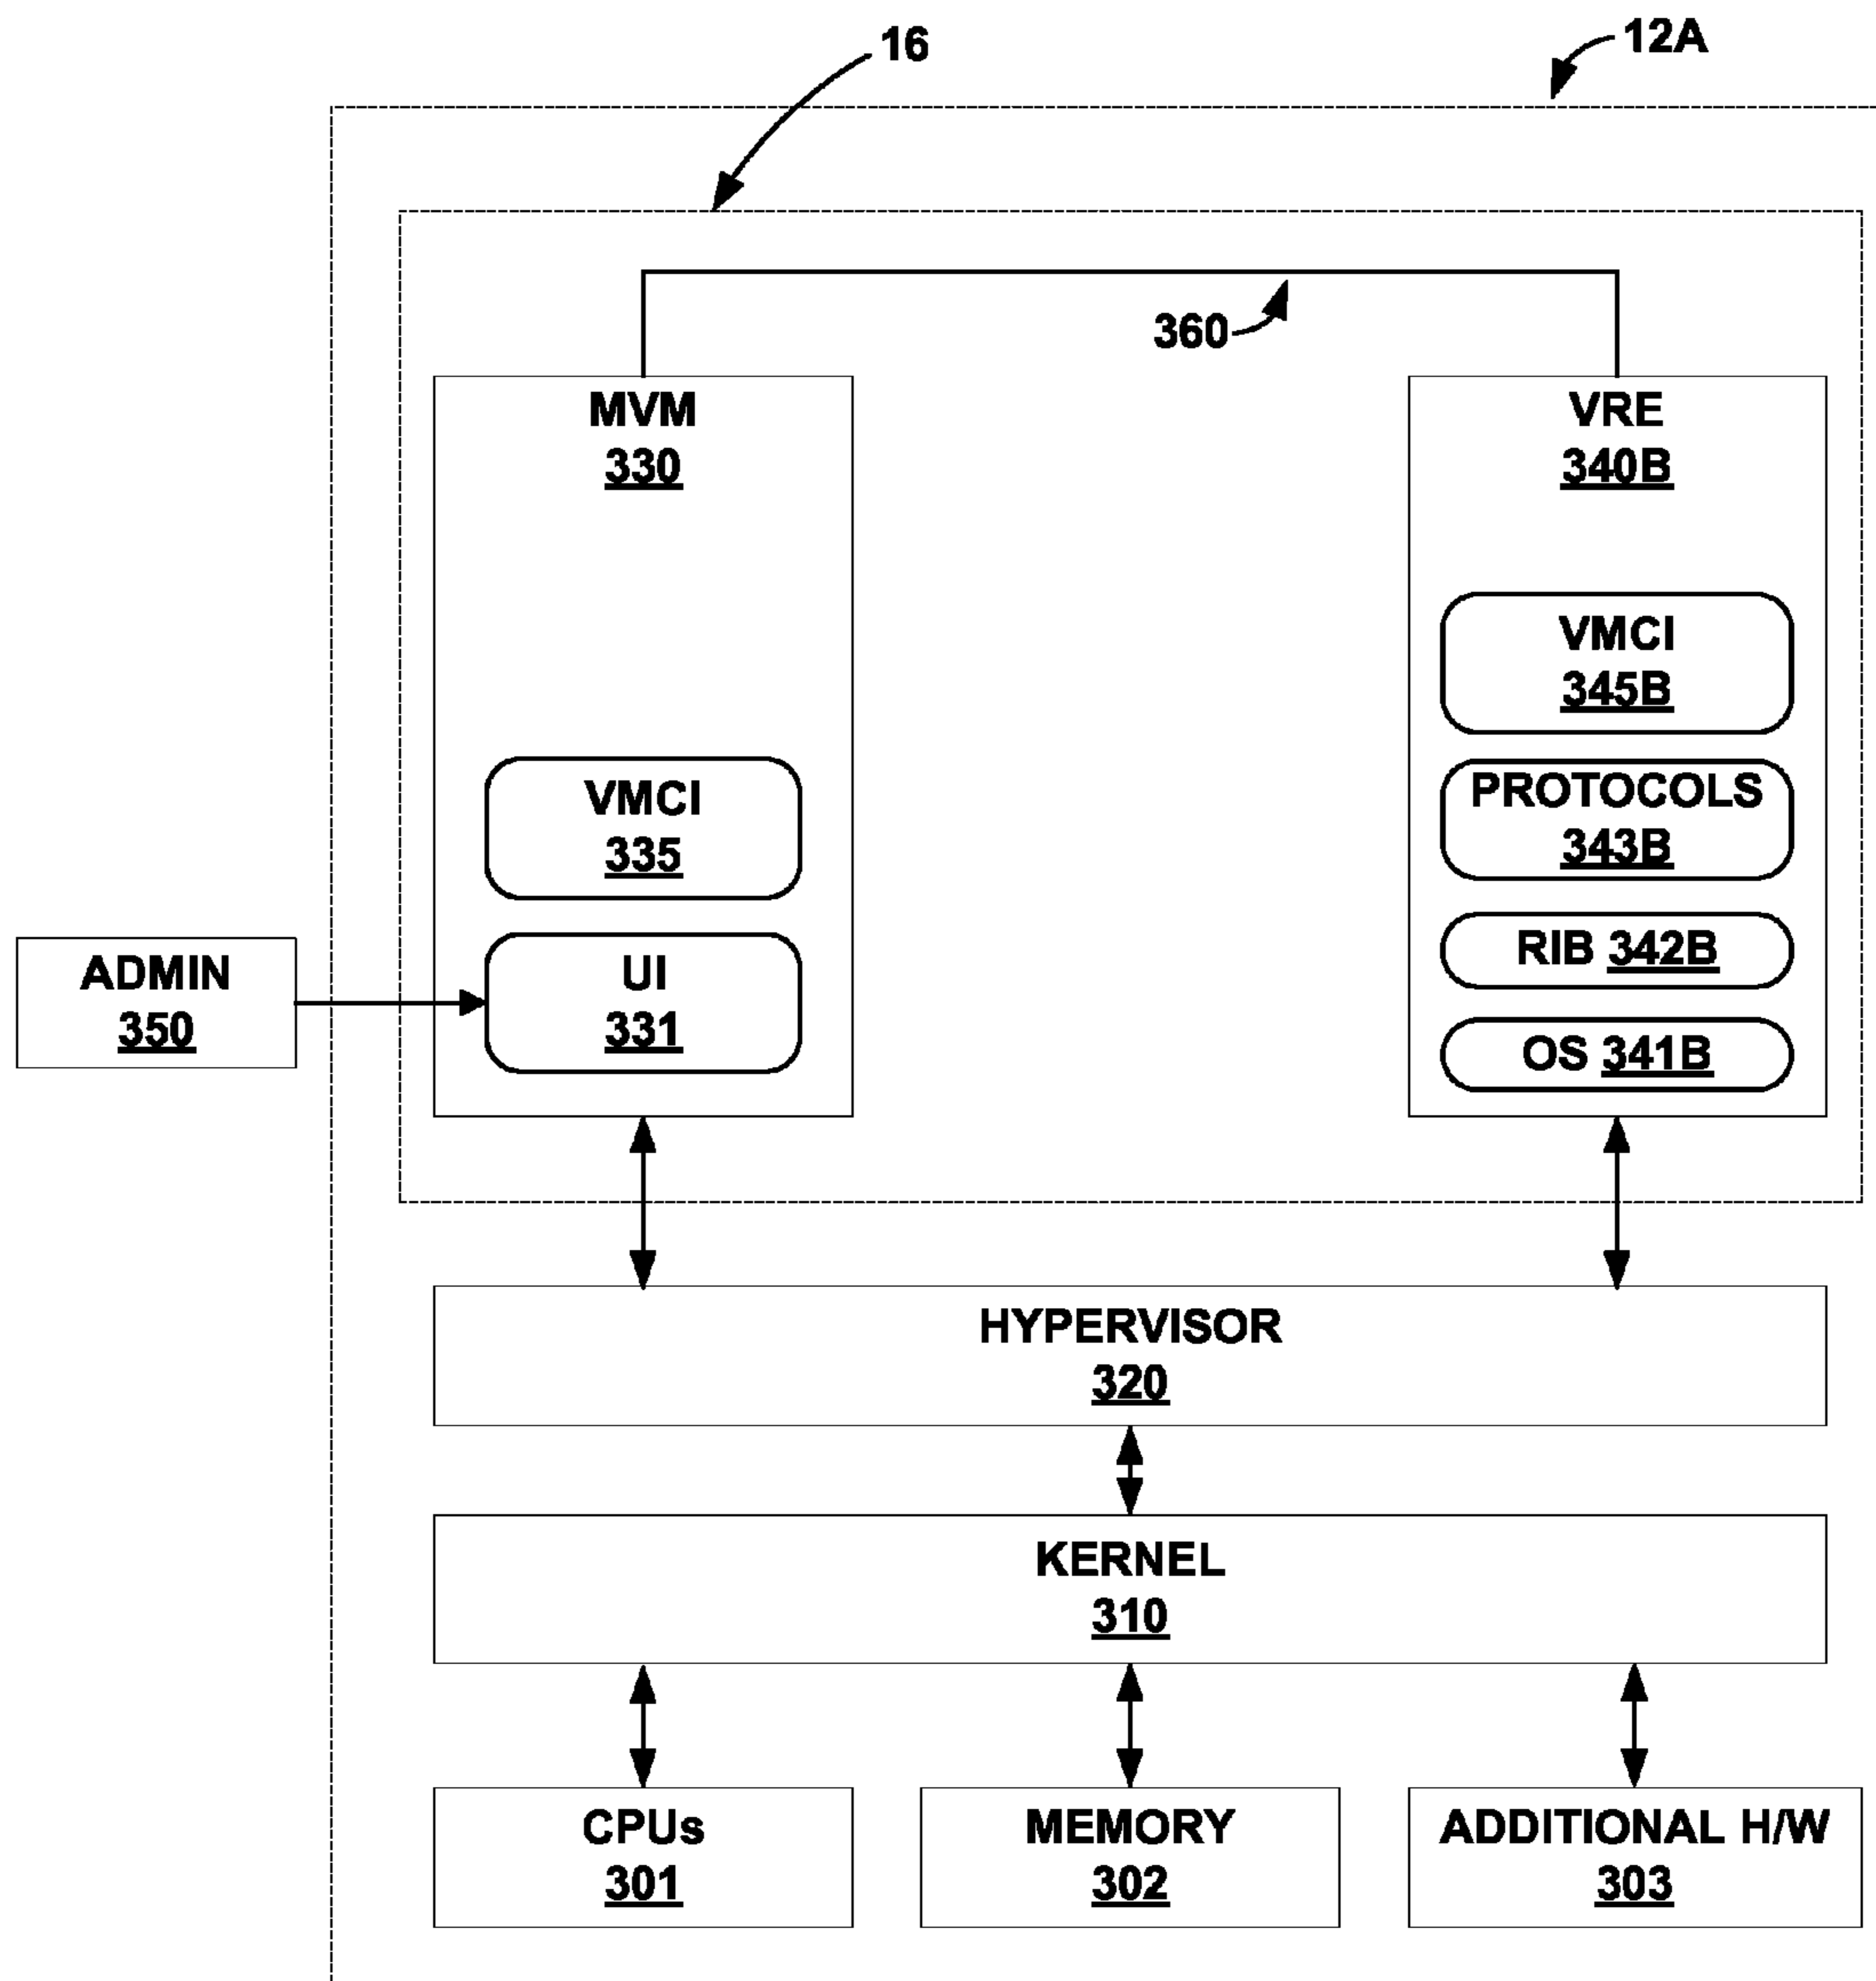 16
12A
360
MVM
330
VRE
340B
VMCI
345B
VMCI
335
PROTOCOLS
343B
ADMIN
350
UI
331
RIB 342B
OS 341B
HYPERVISOR
320
KERNEL
310
CPUs
301
MEMORY
302
ADDITIONAL H/W
303